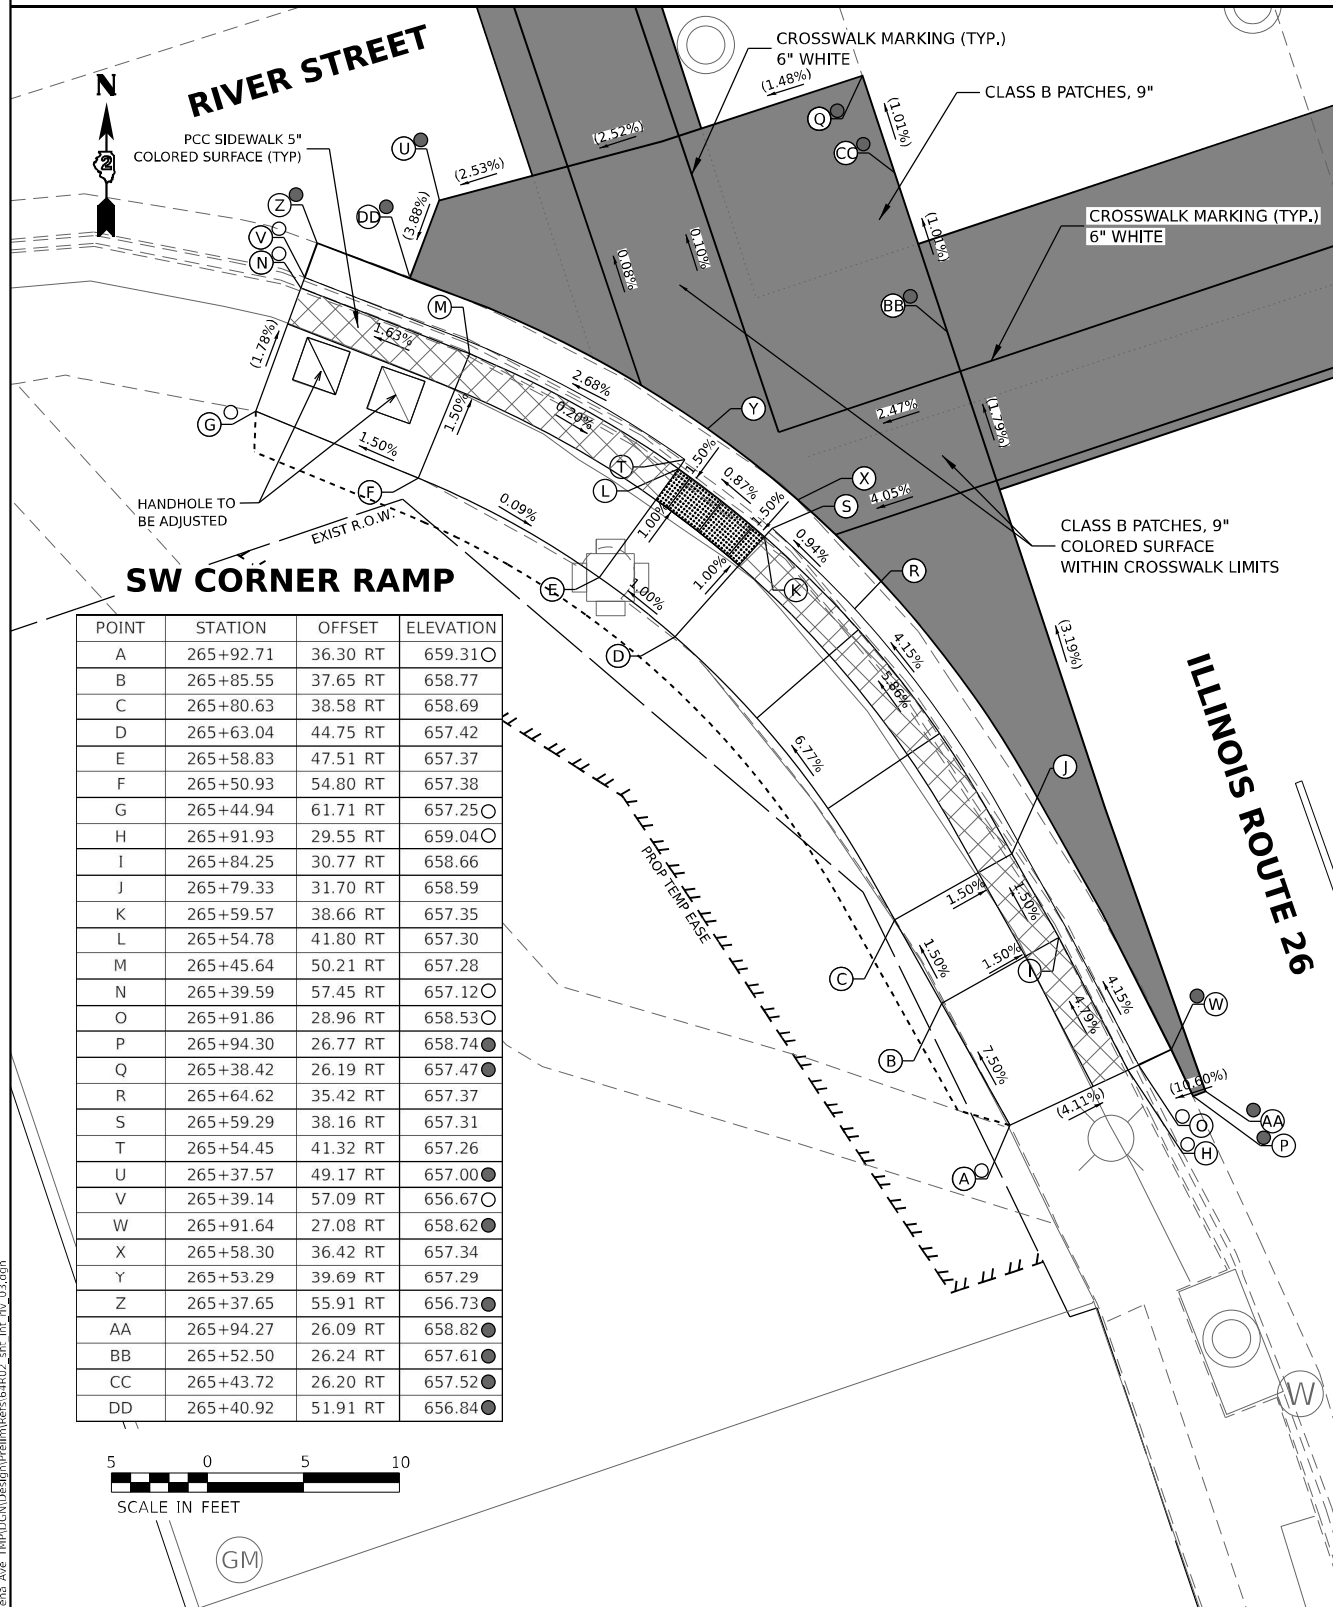 RIVER STREET
N
2
PCC SIDEWALK 5"
COLORED SURFACE (TYP)
CROSSWALK MARKING (TYP.)
6" WHITE
CLASS B PATCHES, 9"
CROSSWALK MARKING (TYP.)
6" WHITE
(1.48%)
(2.52%)
(2.53%)
(3.88%)
(1.01%)
(1.01%)
0.08%
0.10%
Q
CC
U
DD
Z
V
N
M
BB
(1.78%)
1.63%
2.68%
0.20%
1.50%
1.50%
2.47%
(1.79%)
4.05%
G
F
Y
T
L
X
S
R
K
E
D
1.50%
0.87%
1.50%
0.94%
0.09%
1.00%
1.00%
1.00%
HANDHOLE TO
BE ADJUSTED
EXIST R.O.W.
CLASS B PATCHES, 9"
COLORED SURFACE
WITHIN CROSSWALK LIMITS
(3.19%)
4.15%
5.86%
6.77%
ILLINOIS ROUTE 26
J
PROP TEMP EASE
1.50%
1.50%
1.50%
1.50%
I
C
B
4.15%
4.79%
7.50%
(4.11%)
(10.60%)
W
AA
O
P
H
A
W
GM
SW CORNER RAMP
POINT STATION OFFSET ELEVATION
A 265+92.71 36.30 RT 659.31
B 265+85.55 37.65 RT 658.77
C 265+80.63 38.58 RT 658.69
D 265+63.04 44.75 RT 657.42
E 265+58.83 47.51 RT 657.37
F 265+50.93 54.80 RT 657.38
G 265+44.94 61.71 RT 657.25
H 265+91.93 29.55 RT 659.04
I 265+84.25 30.77 RT 658.66
J 265+79.33 31.70 RT 658.59
K 265+59.57 38.66 RT 657.35
L 265+54.78 41.80 RT 657.30
M 265+45.64 50.21 RT 657.28
N 265+39.59 57.45 RT 657.12
O 265+91.86 28.96 RT 658.53
P 265+94.30 26.77 RT 658.74
Q 265+38.42 26.19 RT 657.47
R 265+64.62 35.42 RT 657.37
S 265+59.29 38.16 RT 657.31
T 265+54.45 41.32 RT 657.26
U 265+37.57 49.17 RT 657.00
V 265+39.14 57.09 RT 656.67
W 265+91.64 27.08 RT 658.62
X 265+58.30 36.42 RT 657.34
Y 265+53.29 39.69 RT 657.29
Z 265+37.65 55.91 RT 656.73
AA 265+94.27 26.09 RT 658.82
BB 265+52.50 26.24 RT 657.61
CC 265+43.72 26.20 RT 657.52
DD 265+40.92 51.91 RT 656.84
5 0 5 10
SCALE IN FEET